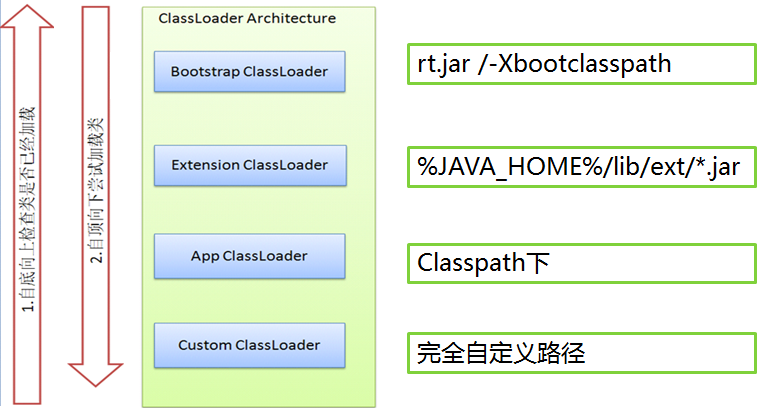 ClassLoader Architecture
1.自底向上检查类是否已经加载
2.自顶向下尝试加载类
Bootstrap ClassLoader
rt.jar /-Xbootclasspath
Extension ClassLoader
%JAVA_HOME%/lib/ext/*.jar
App ClassLoader
Classpath下
Custom ClassLoader
完全自定义路径